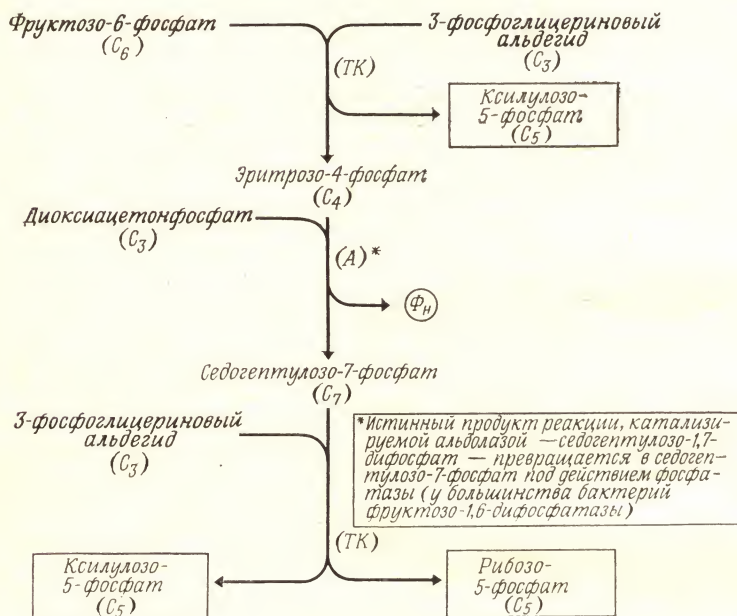 Фруктозо-6-фосфат
(C₆)
3-фосфоглицериновый
альдегид
(C₃)
(ТК)
Ксилулозо-
5-фосфат
(C₅)
Эритрозо-4-фосфат
(C₄)
Диоксиацетонфосфат
(C₃)
(А)*
Фн
Седогептулозо-7-фосфат
(C₇)
3-фосфоглицериновый
альдегид
(C₃)
*Истинный продукт реакции, катализи-
руемой альдолазой — седогептулозо-1,7-
дифосфат — превращается в седогеп-
тулозо-7-фосфат под действием фосфа-
тазы (у большинства бактерий
фруктозо-1,6-дифосфатазы)
(ТК)
Ксилулозо-
5-фосфат
(C₅)
Рибозо-
5-фосфат
(C₅)